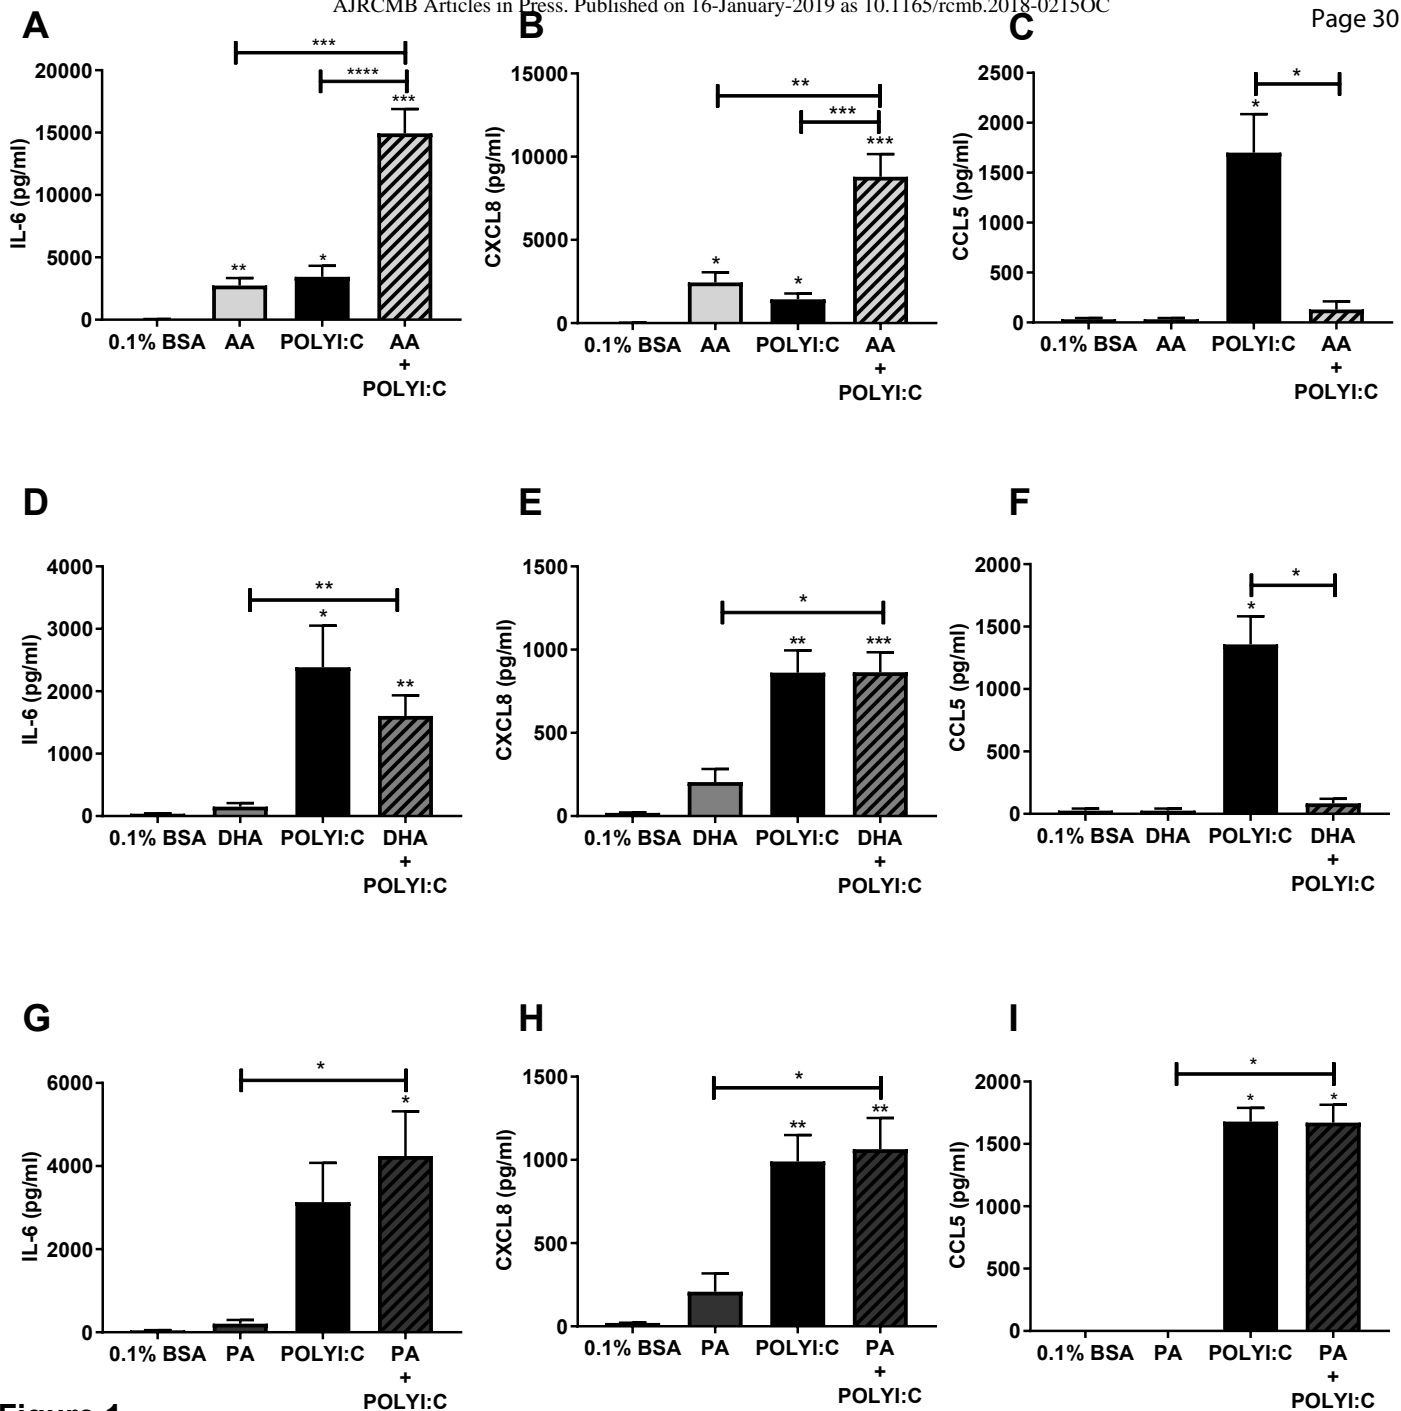 AJRCMB Articles in Press. Published on 16-January-2019 as 10.1165/rcmb.2018-0215OC
Page 30
A
***
****
***
**
*
20000
15000
10000
5000
0
IL-6 (pg/ml)
0.1% BSA AA POLYI:C AA + POLYI:C
B
**
***
***
*
*
15000
10000
5000
0
CXCL8 (pg/ml)
0.1% BSA AA POLYI:C AA + POLYI:C
C
*
*
2500
2000
1500
1000
500
0
CCL5 (pg/ml)
0.1% BSA AA POLYI:C AA + POLYI:C
D
**
*
**
4000
3000
2000
1000
0
IL-6 (pg/ml)
0.1% BSA DHA POLYI:C DHA + POLYI:C
E
*
**
***
1500
1000
500
0
CXCL8 (pg/ml)
0.1% BSA DHA POLYI:C DHA + POLYI:C
F
*
*
2000
1500
1000
500
0
CCL5 (pg/ml)
0.1% BSA DHA POLYI:C DHA + POLYI:C
G
*
*
6000
4000
2000
0
IL-6 (pg/ml)
0.1% BSA PA POLYI:C PA + POLYI:C
H
*
**
**
1500
1000
500
0
CXCL8 (pg/ml)
0.1% BSA PA POLYI:C PA + POLYI:C
I
*
*
*
2000
1500
1000
500
0
CCL5 (pg/ml)
0.1% BSA PA POLYI:C PA + POLYI:C
Figure 1